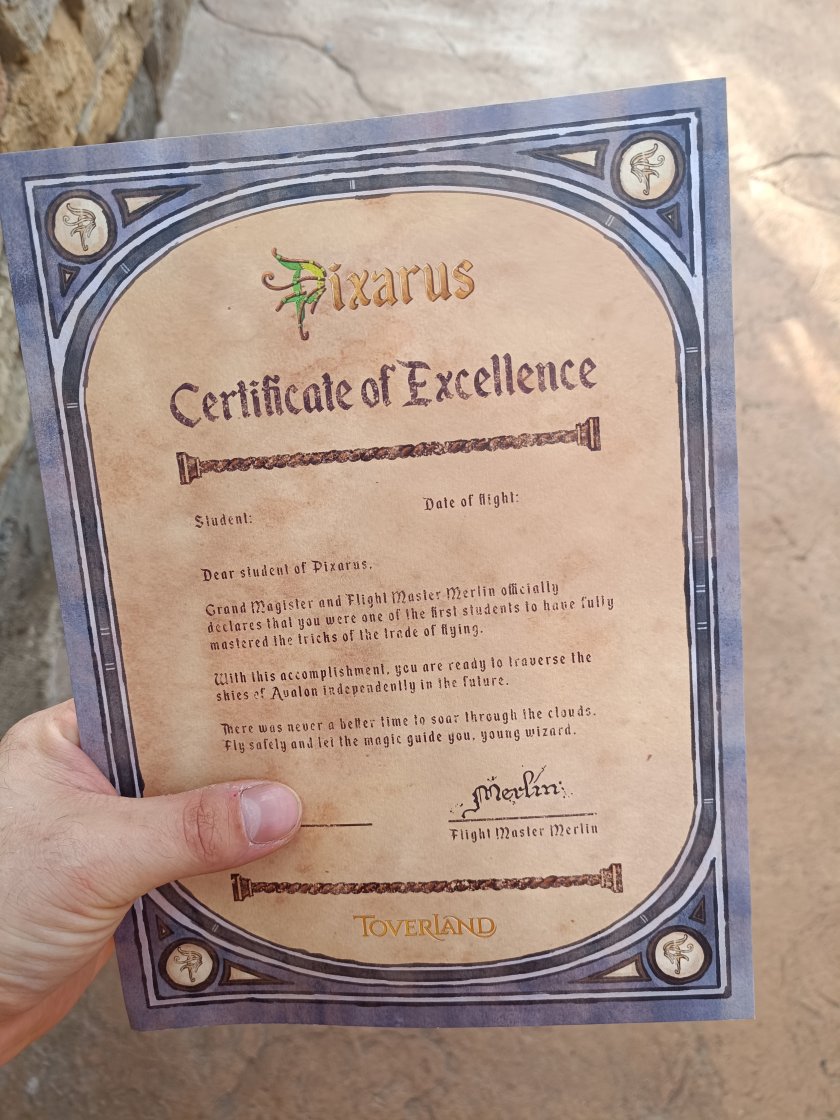 Pixarus
Certificate of Excellence
Student:
Date of flight:
Dear student of Pixarus,
Grand Magister and Flight Master Merlin officially
declares that you were one of the first students to have fully
mastered the tricks of the trade of flying.
With this accomplishment, you are ready to traverse the
skies of Avalon independently in the future.
There was never a better time to soar through the clouds.
Fly safely and let the magic guide you, young wizard.
Merlin
Flight Master Merlin
TOVERLAND